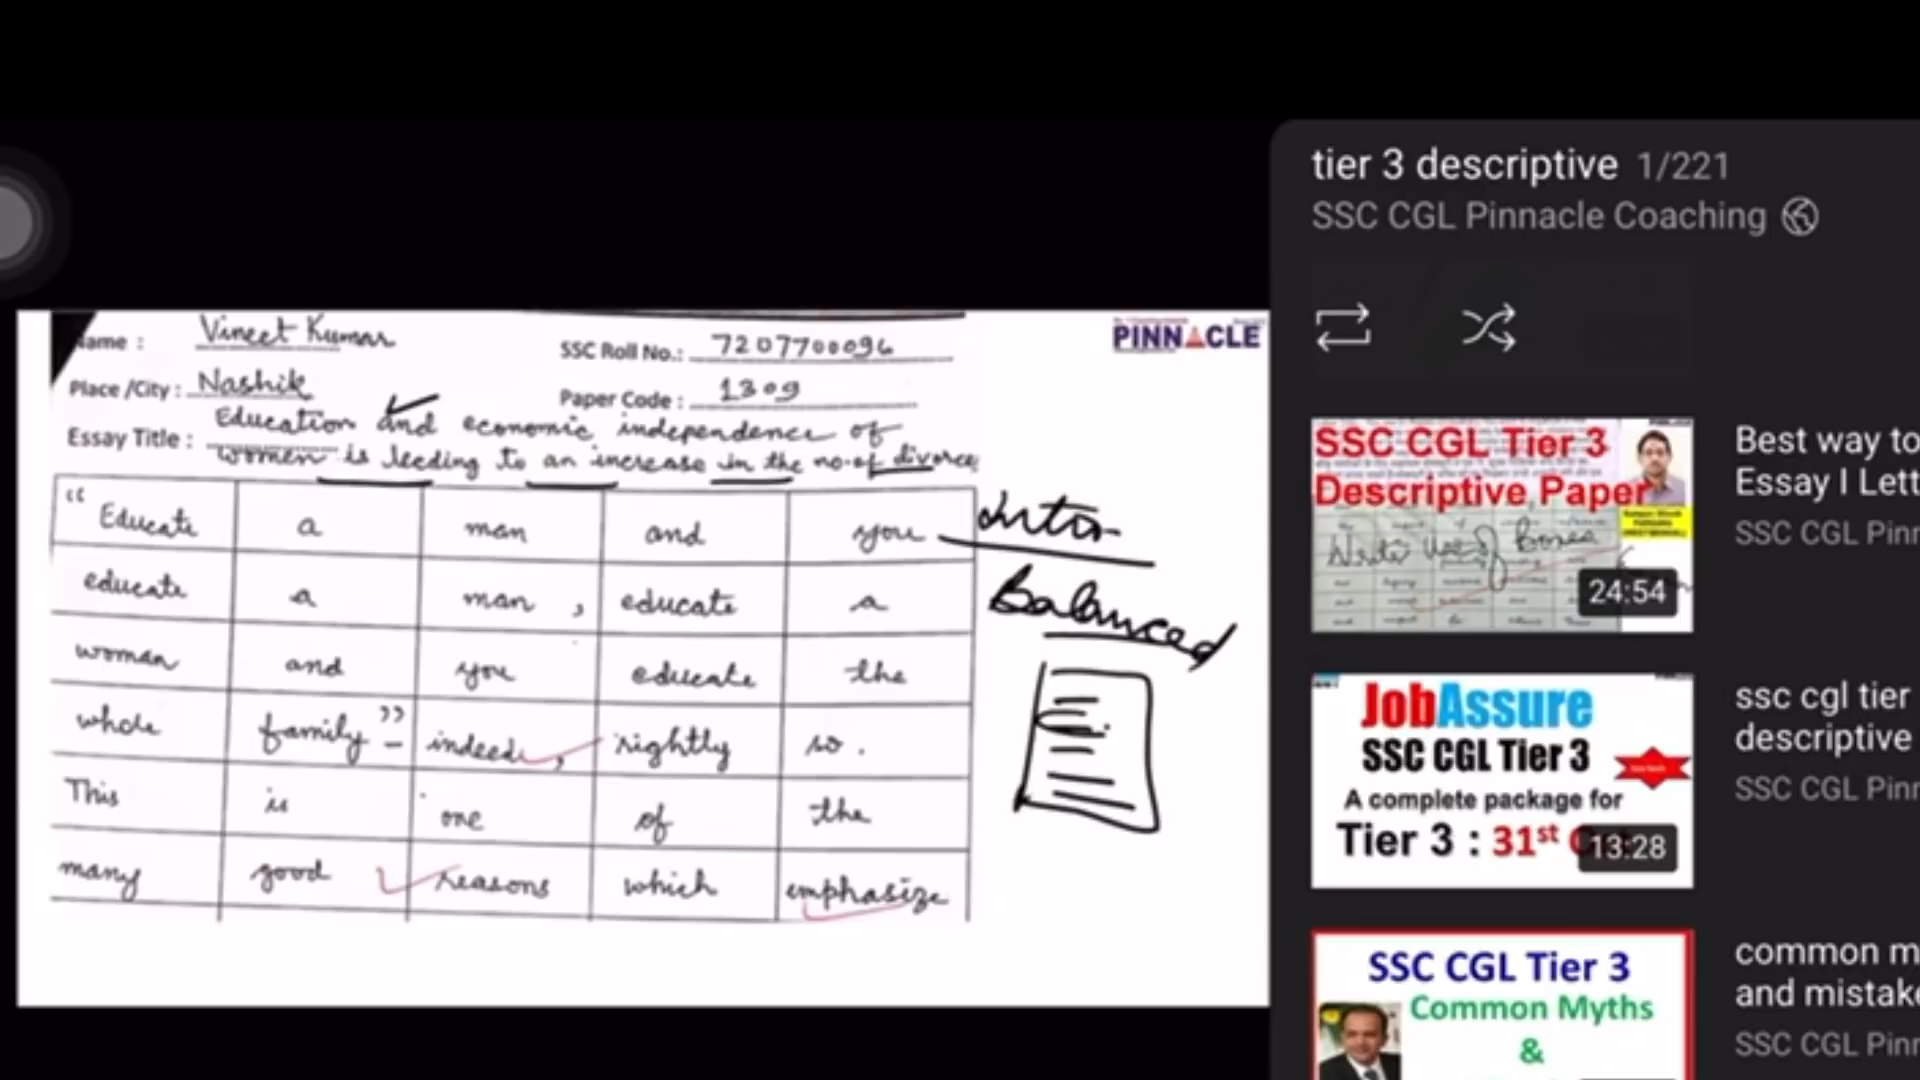 Name : Vineet Kumar
SSC Roll No.: 7207700096
PINNACLE
Place /City : Nashik
Paper Code : 1309
Essay Title : Education and economic independence of
women is leeding to an increase in the no. of divorce
"Educate a man and you
educate a man, educate a
woman and you educate the
whole family" - indeed, rightly so.
This is one of the
many good reasons which emphasize
Intro
Balanced
tier 3 descriptive 1/221
SSC CGL Pinnacle Coaching
SSC CGL Tier 3
Descriptive Paper
Write Use of Boxes
24:54
Best way to
Essay I Lett
SSC CGL Pinn
JobAssure
SSC CGL Tier 3
A complete package for
Tier 3 : 31st
13:28
ssc cgl tier
descriptive
SSC CGL Pinn
SSC CGL Tier 3
Common Myths
&
common m
and mistake
SSC CGL Pinn